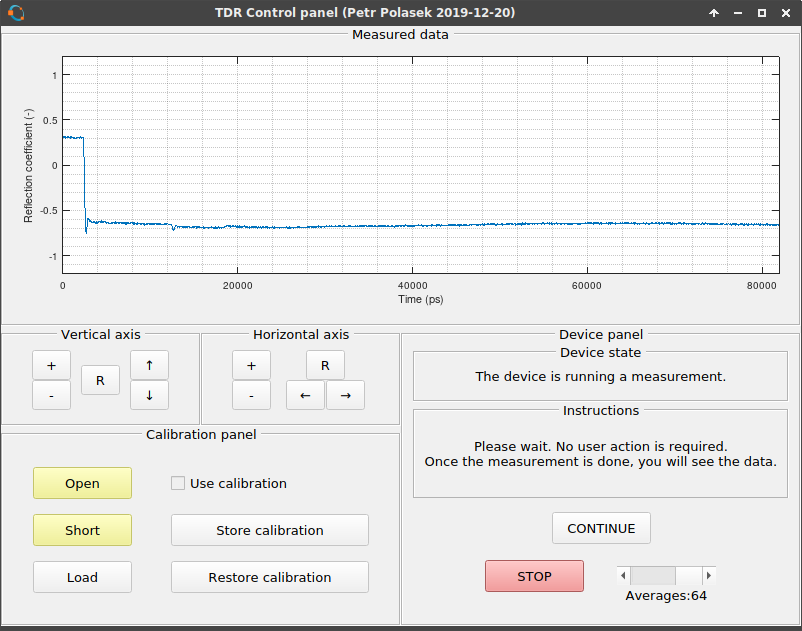 TDR Control panel (Petr Polasek 2019-12-20)
Measured data
Reflection coefficient (-)
1
0.5
0
-0.5
-1
0 20000 40000 60000 80000
Time (ps)
Vertical axis
+
-
R
↑
↓
Horizontal axis
+
-
R
← →
Calibration panel
Open
Use calibration
Short
Store calibration
Load
Restore calibration
Device panel
Device state
The device is running a measurement.
Instructions
Please wait. No user action is required.
Once the measurement is done, you will see the data.
CONTINUE
STOP
Averages:64